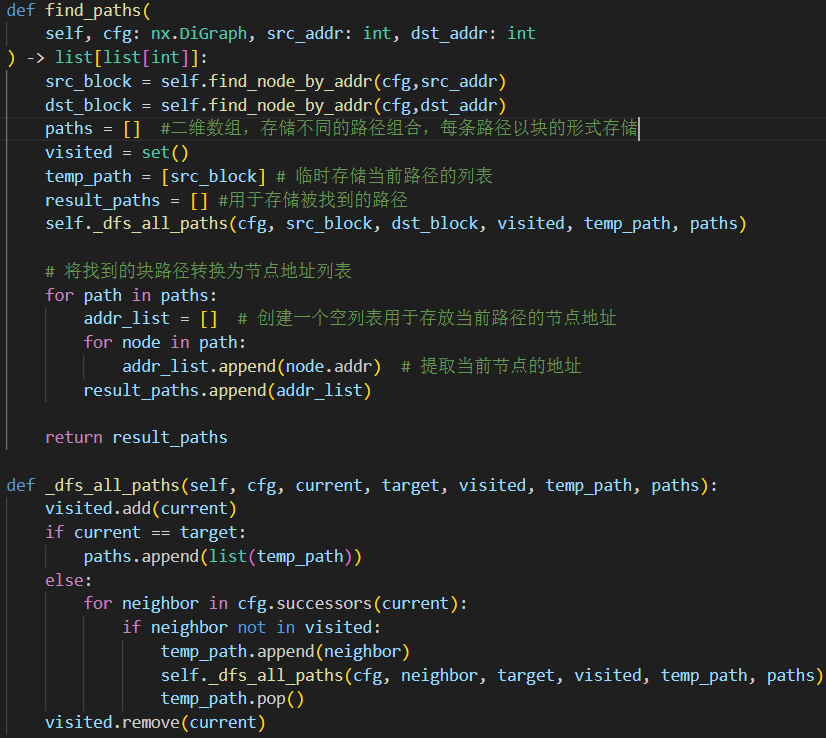 def find_paths(
    self, cfg: nx.DiGraph, src_addr: int, dst_addr: int
) -> list[list[int]]:
    src_block = self.find_node_by_addr(cfg,src_addr)
    dst_block = self.find_node_by_addr(cfg,dst_addr)
    paths = []  #二维数组，存储不同的路径组合，每条路径以块的形式存储
    visited = set()
    temp_path = [src_block] # 临时存储当前路径的列表
    result_paths = [] #用于存储被找到的路径
    self._dfs_all_paths(cfg, src_block, dst_block, visited, temp_path, paths)

    # 将找到的块路径转换为节点地址列表
    for path in paths:
        addr_list = []  # 创建一个空列表用于存放当前路径的节点地址
        for node in path:
            addr_list.append(node.addr)  # 提取当前节点的地址
        result_paths.append(addr_list)

    return result_paths

def _dfs_all_paths(self, cfg, current, target, visited, temp_path, paths):
    visited.add(current)
    if current == target:
        paths.append(list(temp_path))
    else:
        for neighbor in cfg.successors(current):
            if neighbor not in visited:
                temp_path.append(neighbor)
                self._dfs_all_paths(cfg, neighbor, target, visited, temp_path, paths)
                temp_path.pop()
    visited.remove(current)